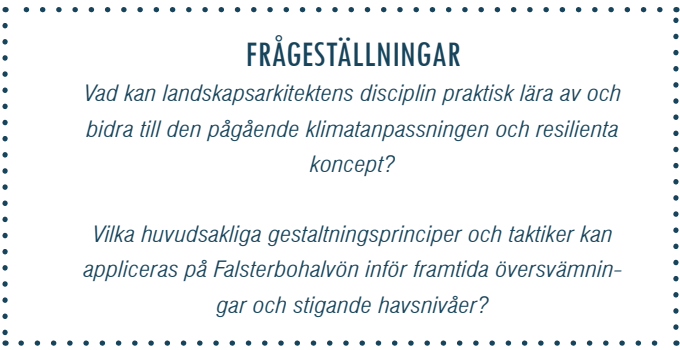 FRÅGESTÄLLNINGAR
Vad kan landskapsarkitektens disciplin praktisk lära av och
bidra till den pågående klimatanpassningen och resilienta
koncept?
Vilka huvudsakliga gestaltningsprinciper och taktiker kan
appliceras på Falsterbohalvön inför framtida översvämnin-
gar och stigande havsnivåer?